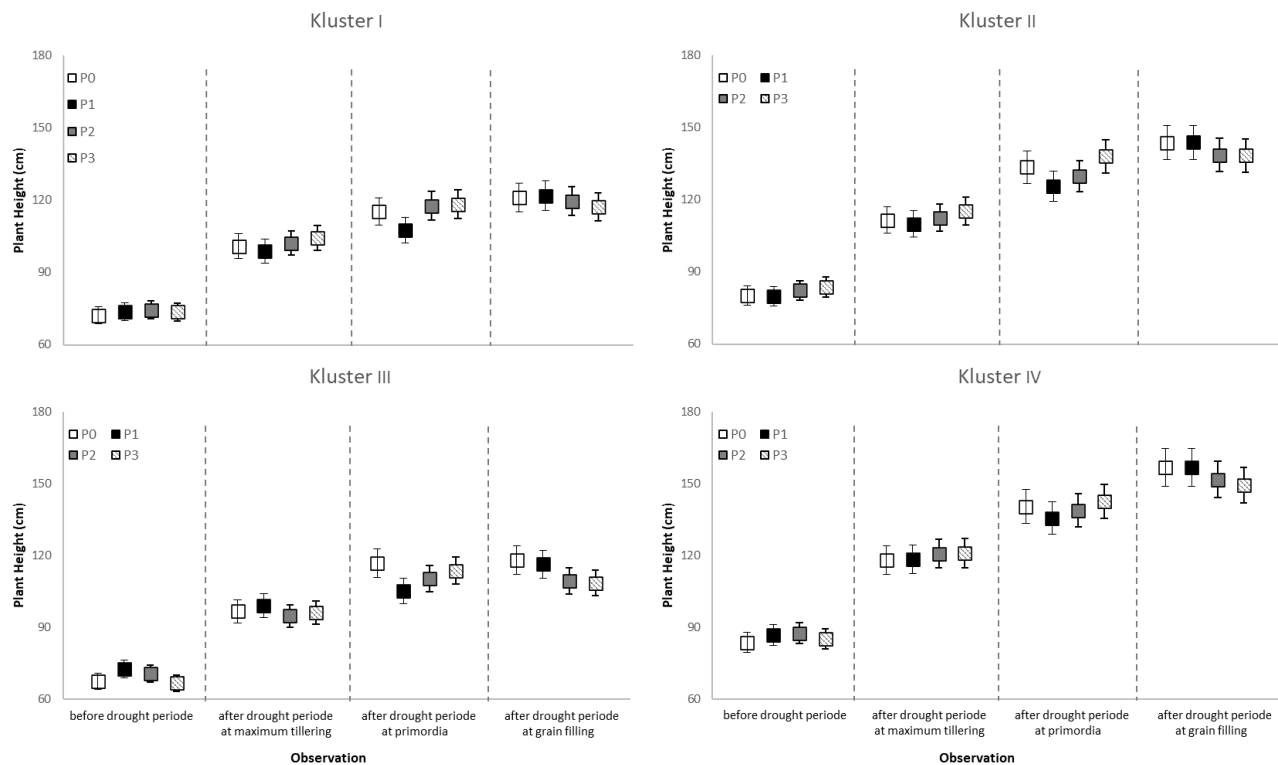 Kluster I
180
150
120
90
60
Plant Height (cm)
P0
P1
P2
P3
Kluster II
180
150
120
90
60
Plant Height (cm)
P0 P1
P2 P3
Kluster III
180
150
120
90
60
Plant Height (cm)
P0 P1
P2 P3
before drought periode
after drought periode
at maximum tillering
after drought periode
at primordia
after drought periode
at grain filling
Observation
Kluster IV
180
150
120
90
60
Plant Height (cm)
P0 P1
P2 P3
before drought periode
after drought periode
at maximum tillering
after drought periode
at primordia
after drought periode
at grain filling
Observation